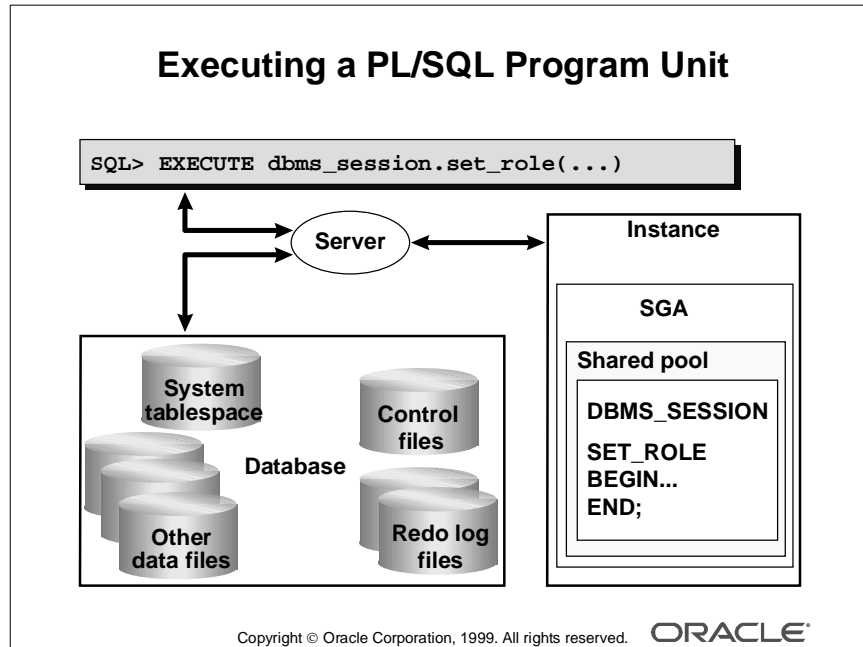 Executing a PL/SQL Program Unit
SQL> EXECUTE dbms_session.set_role(...)
Server
Instance
SGA
Shared pool
DBMS_SESSION
SET_ROLE
BEGIN...
END;
System
tablespace
Control
files
Database
Other
data files
Redo log
files
Copyright © Oracle Corporation, 1999. All rights reserved.
ORACLE®